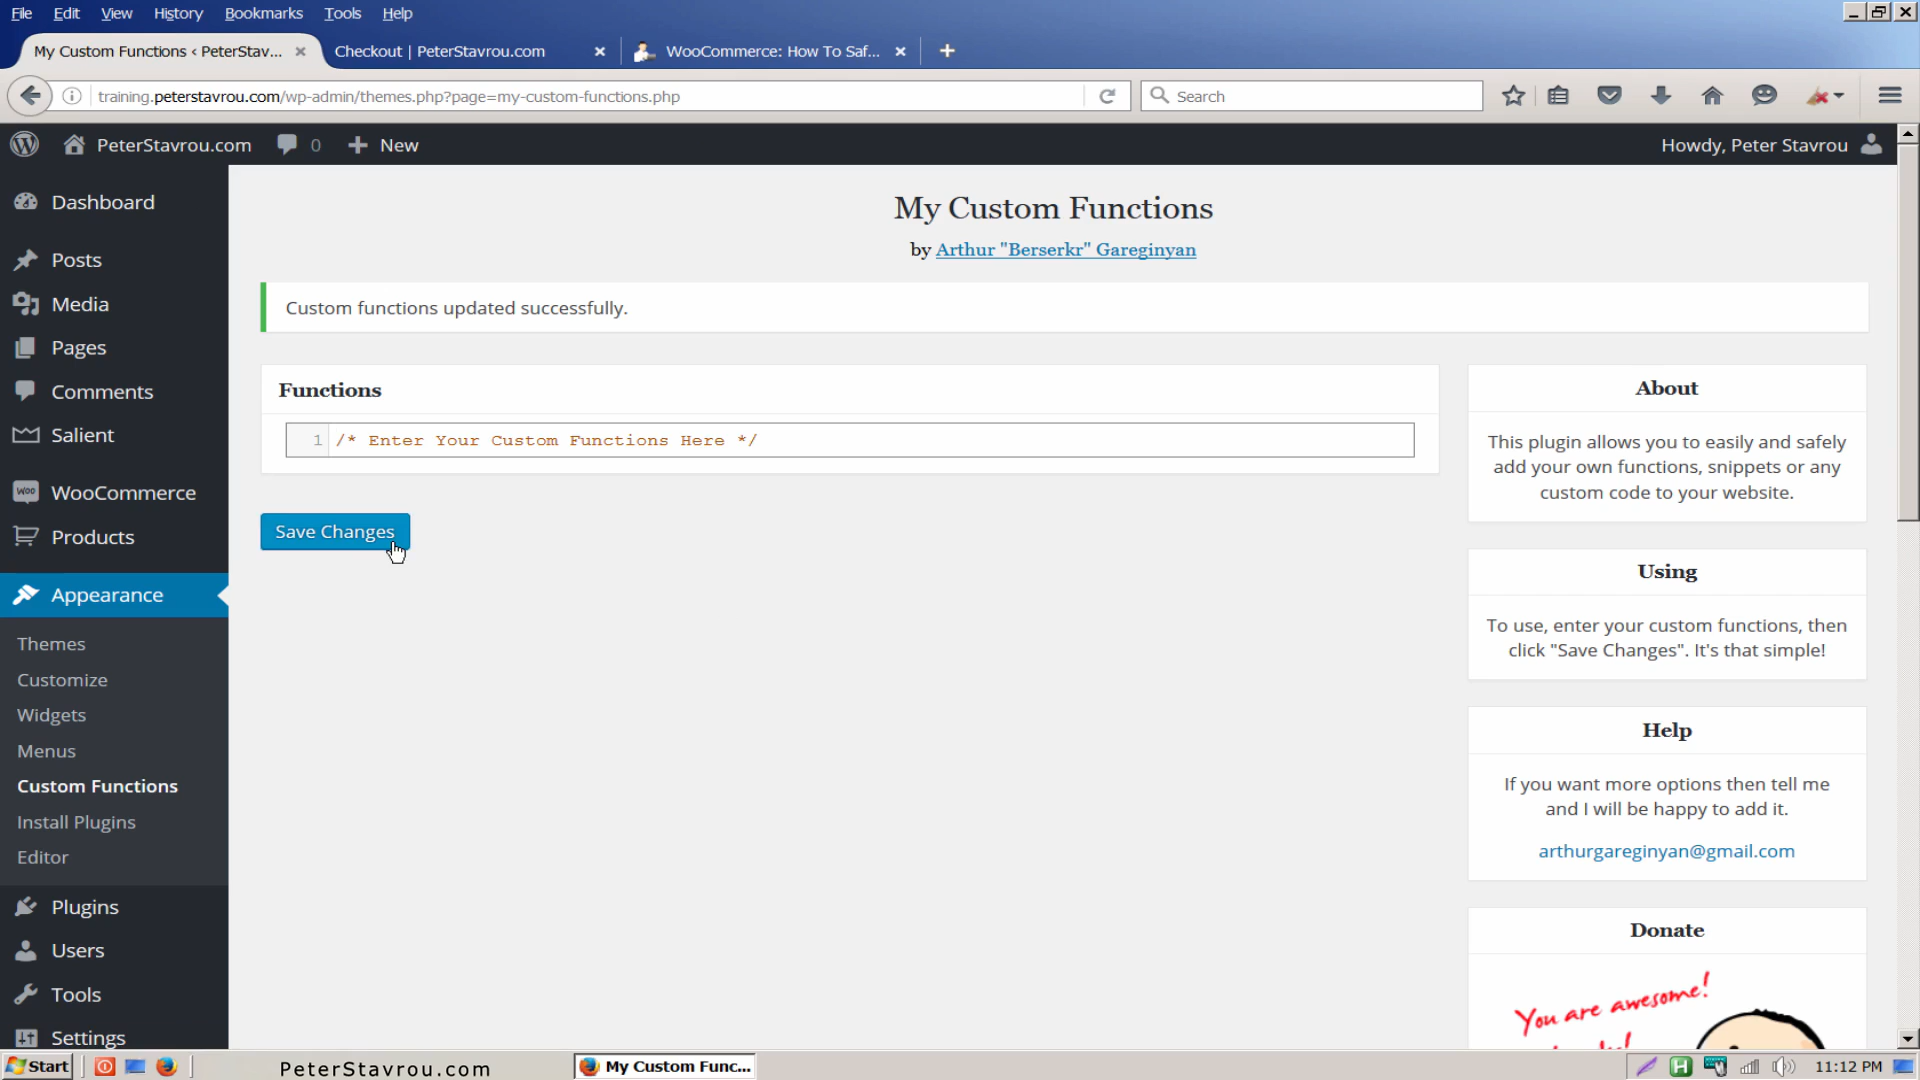 File Edit View History Bookmarks Tools Help
My Custom Functions ‹ PeterStav...
Checkout | PeterStavrou.com
WooCommerce: How To Saf...
training.peterstavrou.com/wp-admin/themes.php?page=my-custom-functions.php
Search
PeterStavrou.com
0
New
Howdy, Peter Stavrou
Dashboard
Posts
Media
Pages
Comments
Salient
WooCommerce
Products
Appearance
Themes
Customize
Widgets
Menus
Custom Functions
Install Plugins
Editor
Plugins
Users
Tools
Settings
My Custom Functions
by Arthur "Berserkr" Gareginyan
Custom functions updated successfully.
Functions
1 /* Enter Your Custom Functions Here */
Save Changes
About
This plugin allows you to easily and safely
add your own functions, snippets or any
custom code to your website.
Using
To use, enter your custom functions, then
click "Save Changes". It's that simple!
Help
If you want more options then tell me
and I will be happy to add it.
arthurgareginyan@gmail.com
Donate
You are awesome!
Start
PeterStavrou.com
My Custom Func...
11:12 PM